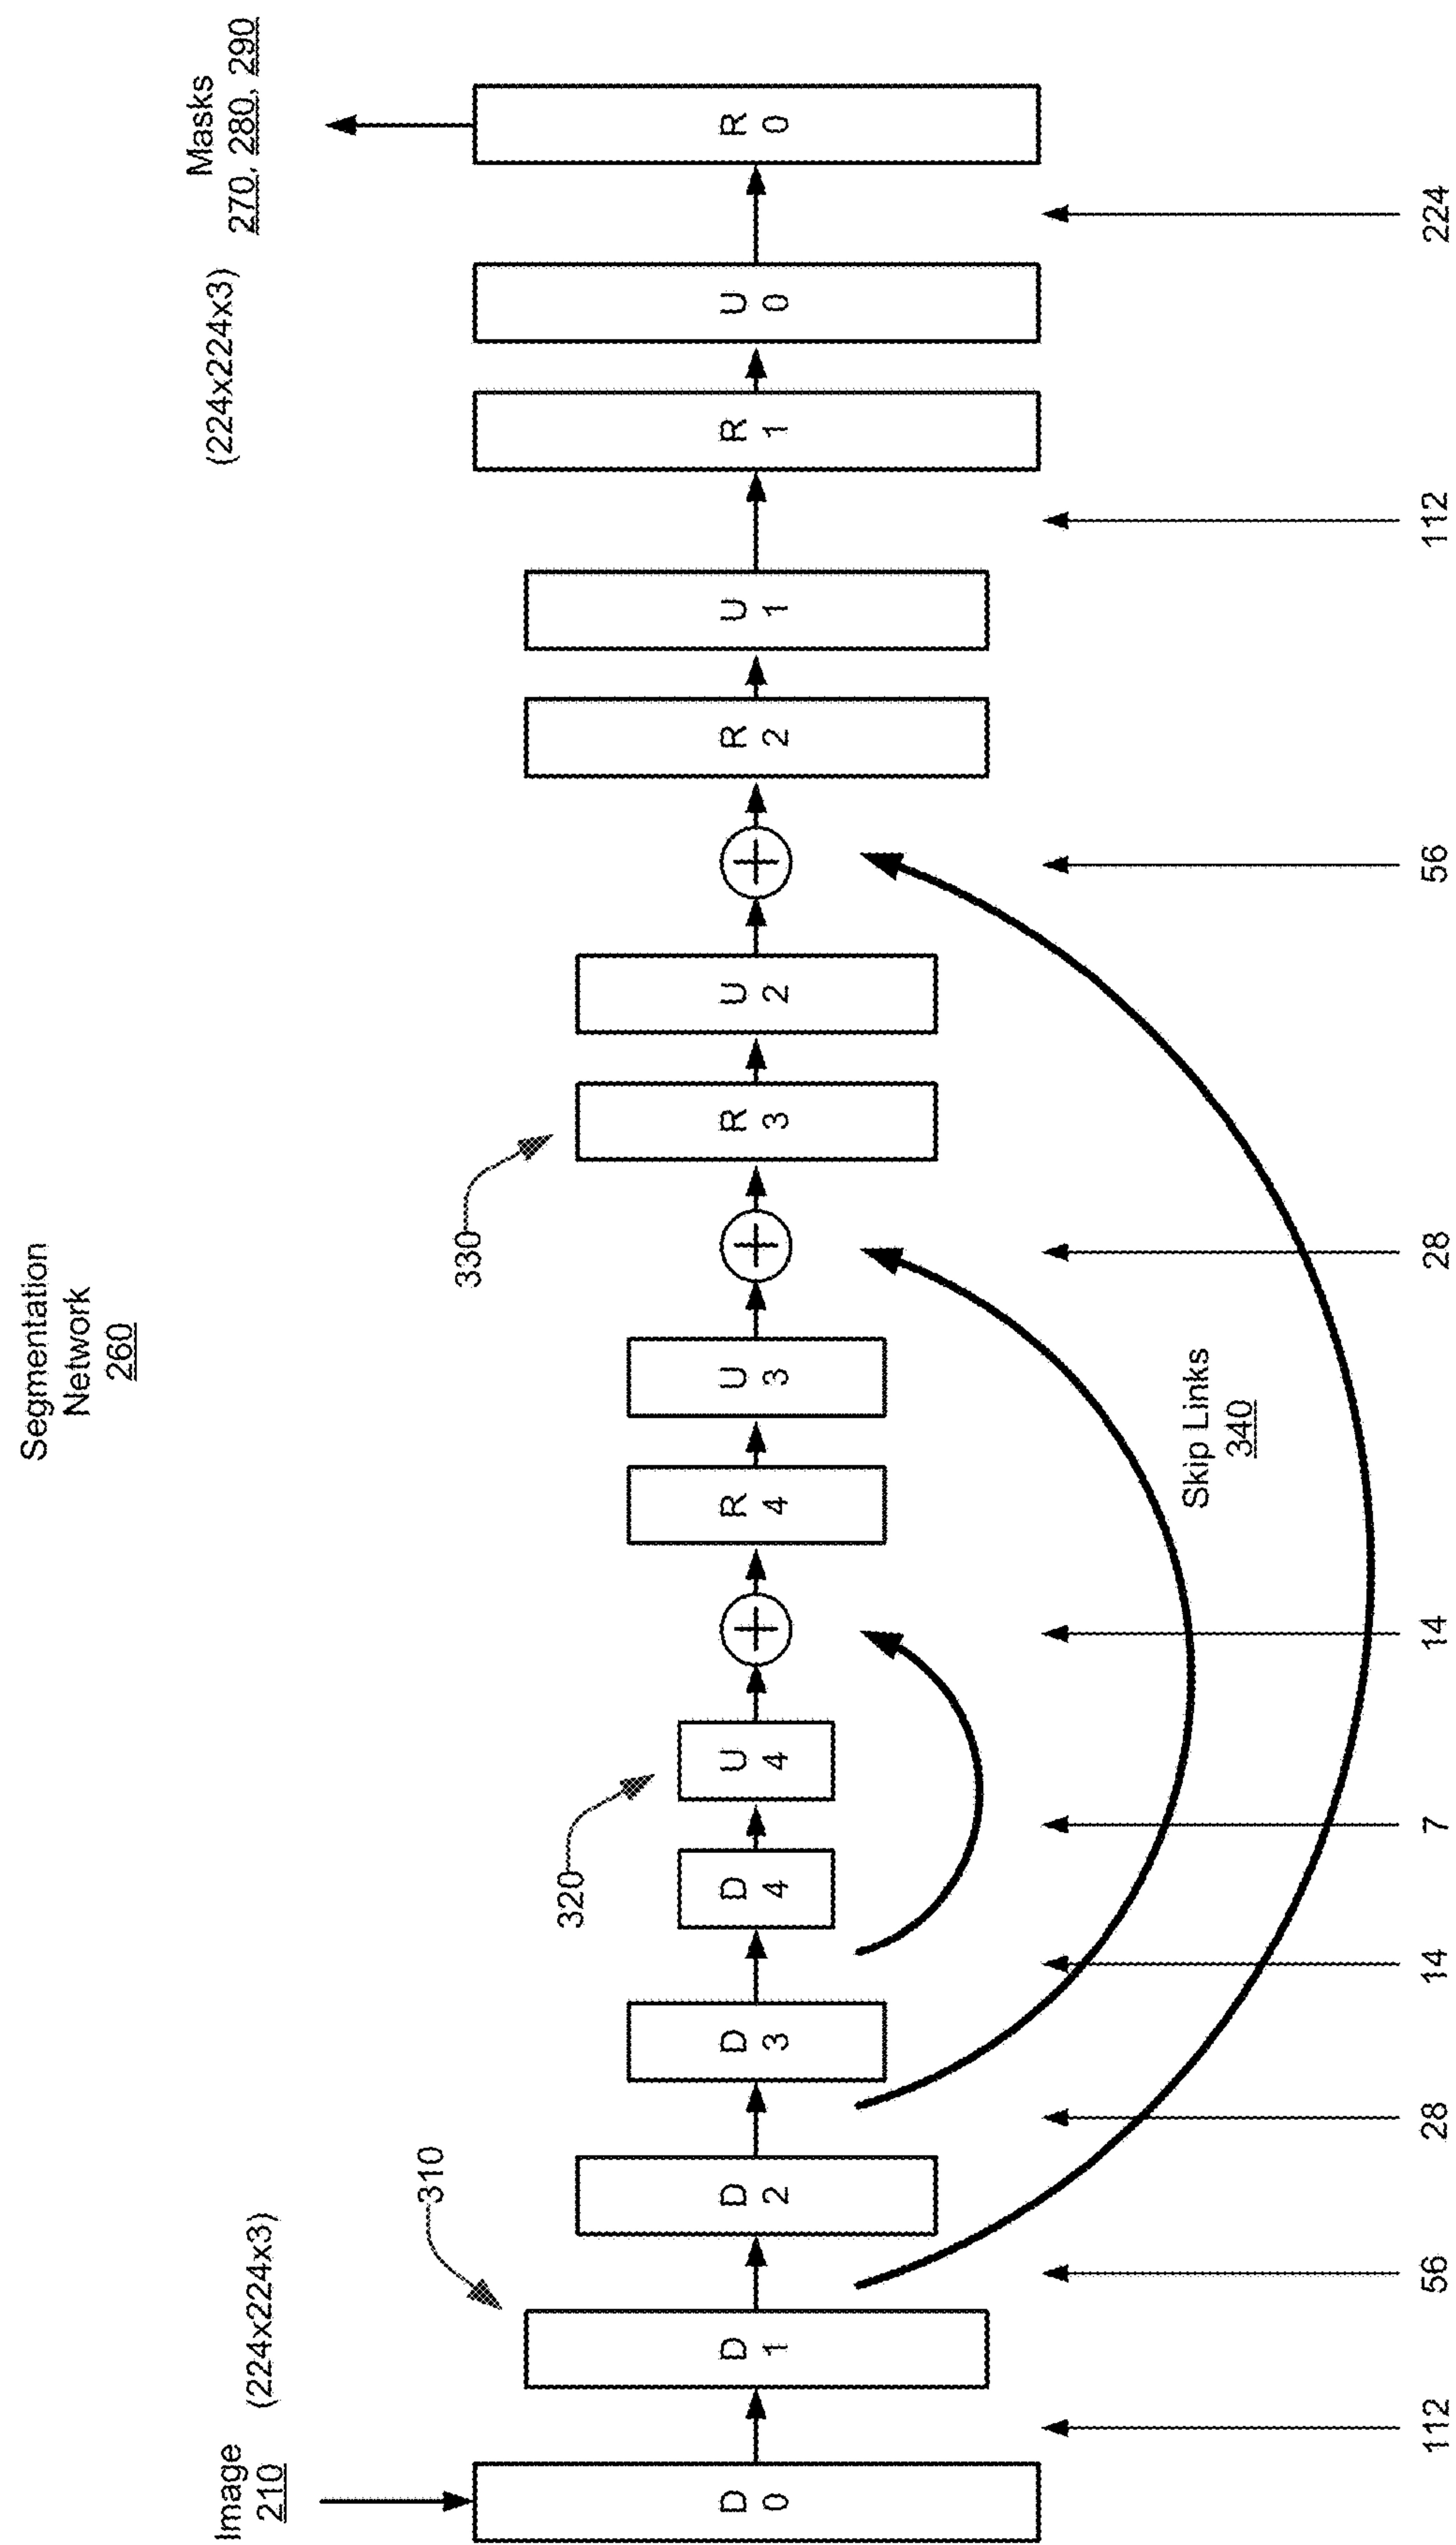 Segmentation
Network
260
Image
210
(224x224x3)
(224x224x3)
Masks
270, 280, 290
310
320
330
D
0
D
1
D
2
D
3
D
4
U
4
R
4
U
3
R
3
U
2
R
2
U
1
R
1
U
0
R
0
Skip Links
340
112
56
28
14
7
14
28
56
112
224